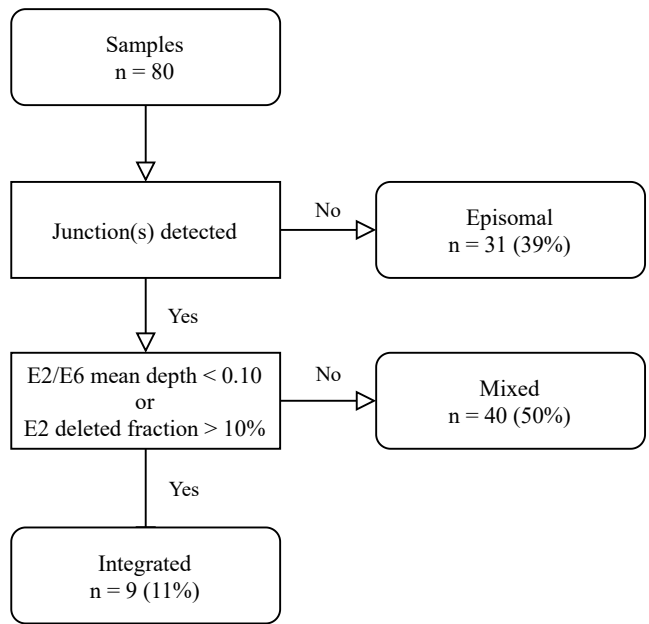 Samples
n = 80
Junction(s) detected
No
Episomal
n = 31 (39%)
Yes
E2/E6 mean depth < 0.10
or
E2 deleted fraction > 10%
No
Mixed
n = 40 (50%)
Yes
Integrated
n = 9 (11%)